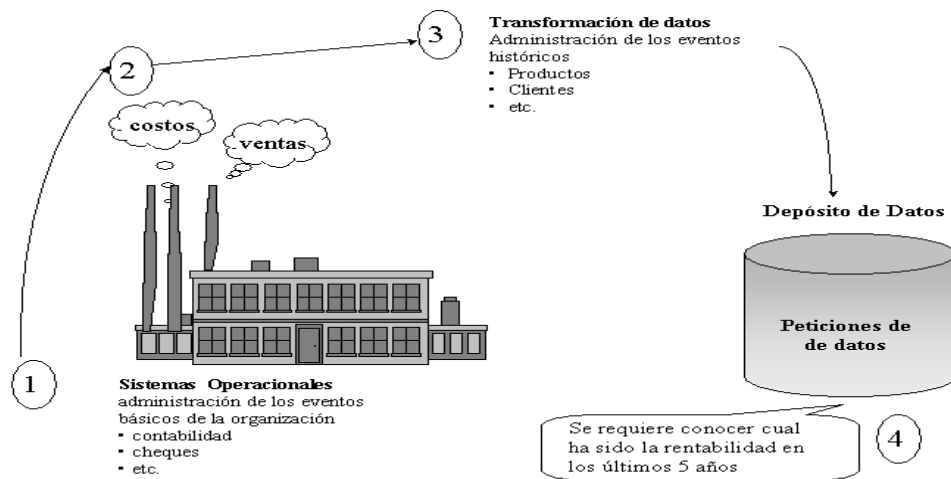 3
Transformación de datos
Administración de los eventos
históricos
• Productos
• Clientes
• etc.
2
costos
ventas
Depósito de Datos
Peticiones de
de datos
1
Sistemas Operacionales
administración de los eventos
básicos de la organización
• contabilidad
• cheques
• etc.
Se requiere conocer cual
ha sido la rentabilidad en
los últimos 5 años
4